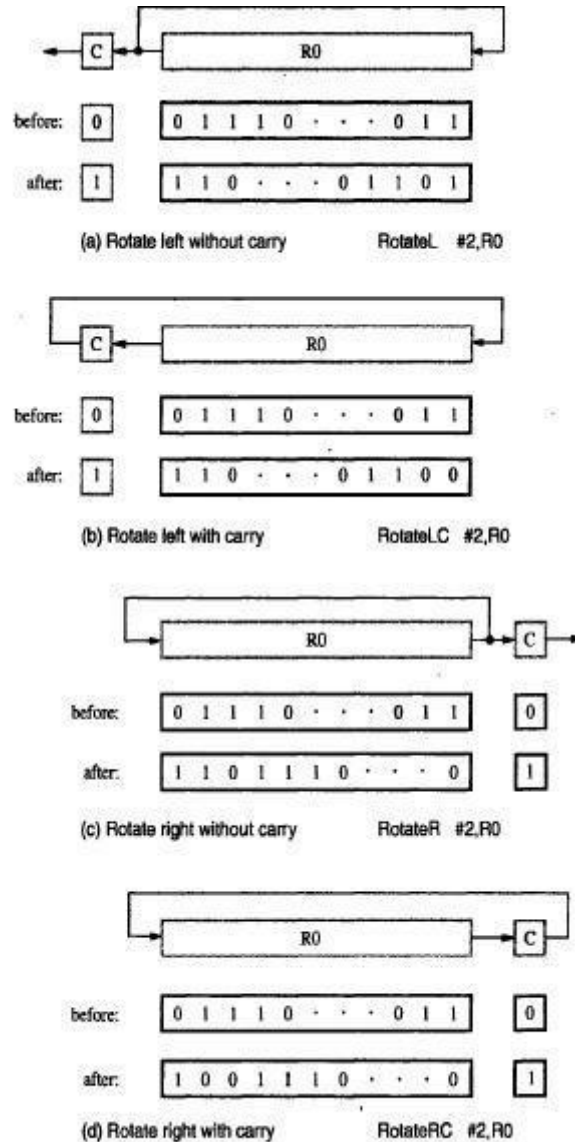 C R0
before: 0 0 1 1 1 0 · · · 0 1 1
after: 1 1 1 0 · · · 0 1 1 0 1
(a) Rotate left without carry RotateL #2,R0
C R0
before: 0 0 1 1 1 0 · · · 0 1 1
after: 1 1 1 0 · · · 0 1 1 0 0
(b) Rotate left with carry RotateLC #2,R0
R0 C
before: 0 1 1 1 0 · · · 0 1 1 0
after: 1 1 0 1 1 1 0 · · · 0 1
(c) Rotate right without carry RotateR #2,R0
R0 C
before: 0 1 1 1 0 · · · 0 1 1 0
after: 1 0 0 1 1 1 0 · · · 0 1
(d) Rotate right with carry RotateRC #2,R0